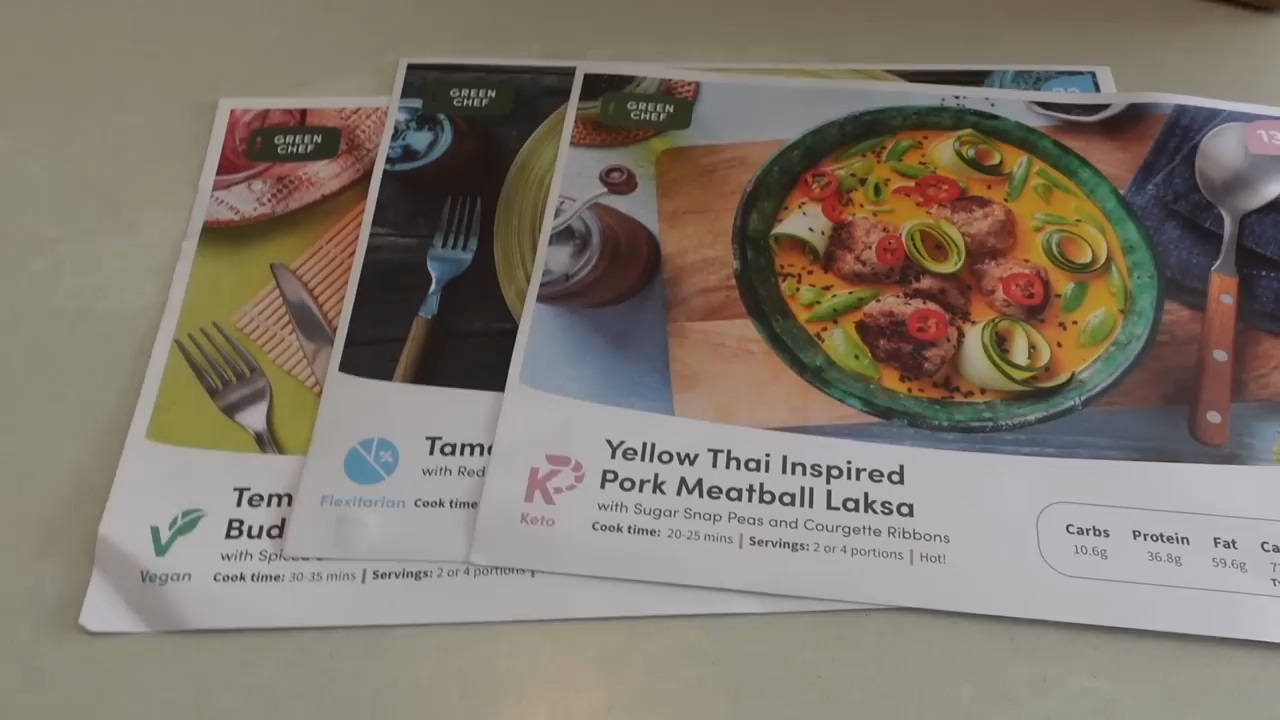 GREEN
CHEF
Vegan
Bud
with
Cook time: 30-35 mins | Servings: 2 or 4 portions |
GREEN
CHEF
Flexitarian
with Red
Cook time
GREEN
CHEF
13
Keto
Yellow Thai Inspired
Pork Meatball Laksa
with Sugar Snap Peas and Courgette Ribbons
Cook time: 20-25 mins | Servings: 2 or 4 portions | Hot!
Carbs Protein Fat
10.6g 36.8g 59.6g